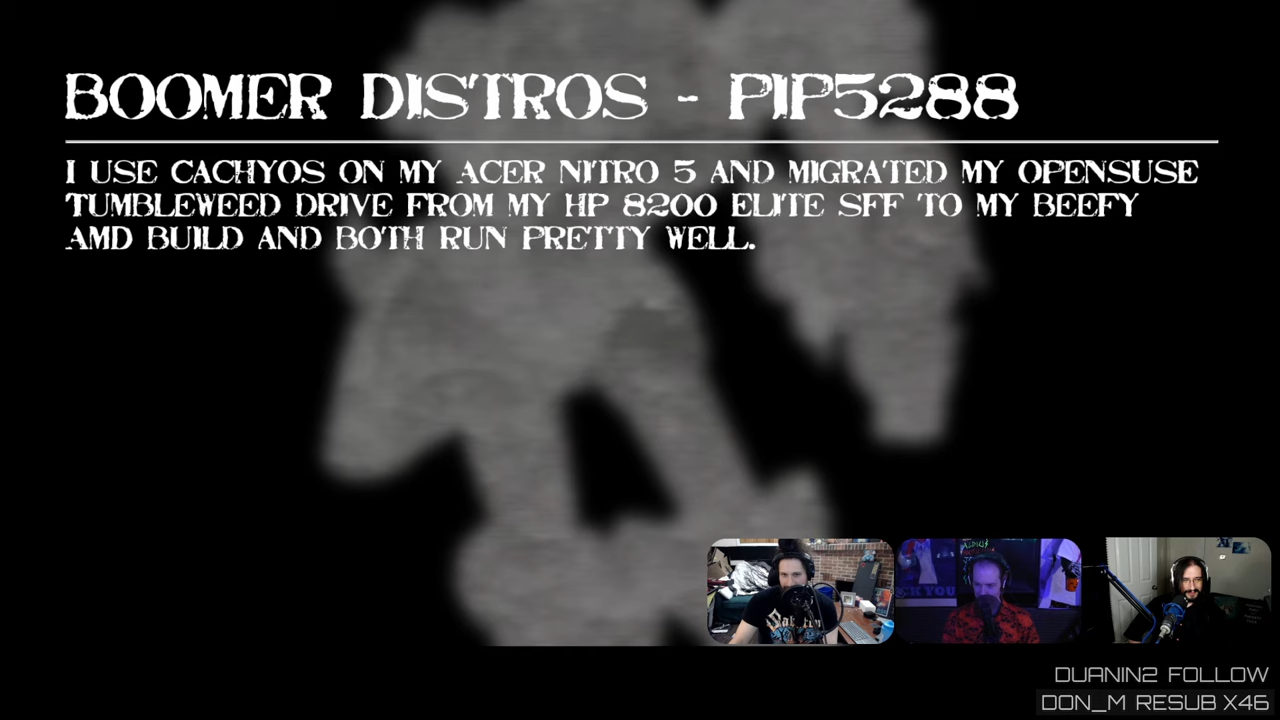 BOOMER DISTROS - PIP5288
I USE CACHYOS ON MY ACER NITRO 5 AND MIGRATED MY OPENSUSE
TUMBLEWEED DRIVE FROM MY HP 8200 ELITE SFF TO MY BEEFY
AMD BUILD AND BOTH RUN PRETTY WELL.
DUANIN2 FOLLOW
DON_M RESUB X46